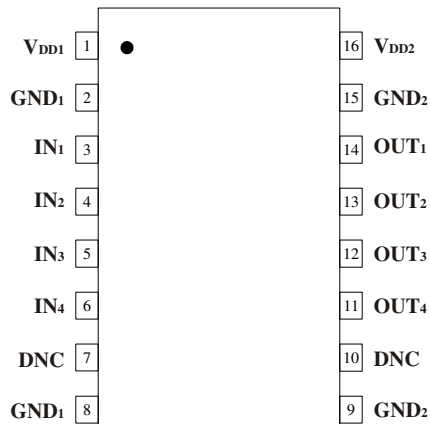 VDD1 1 16 VDD2
GND1 2 15 GND2
IN1 3 14 OUT1
IN2 4 13 OUT2
IN3 5 12 OUT3
IN4 6 11 OUT4
DNC 7 10 DNC
GND1 8 9 GND2